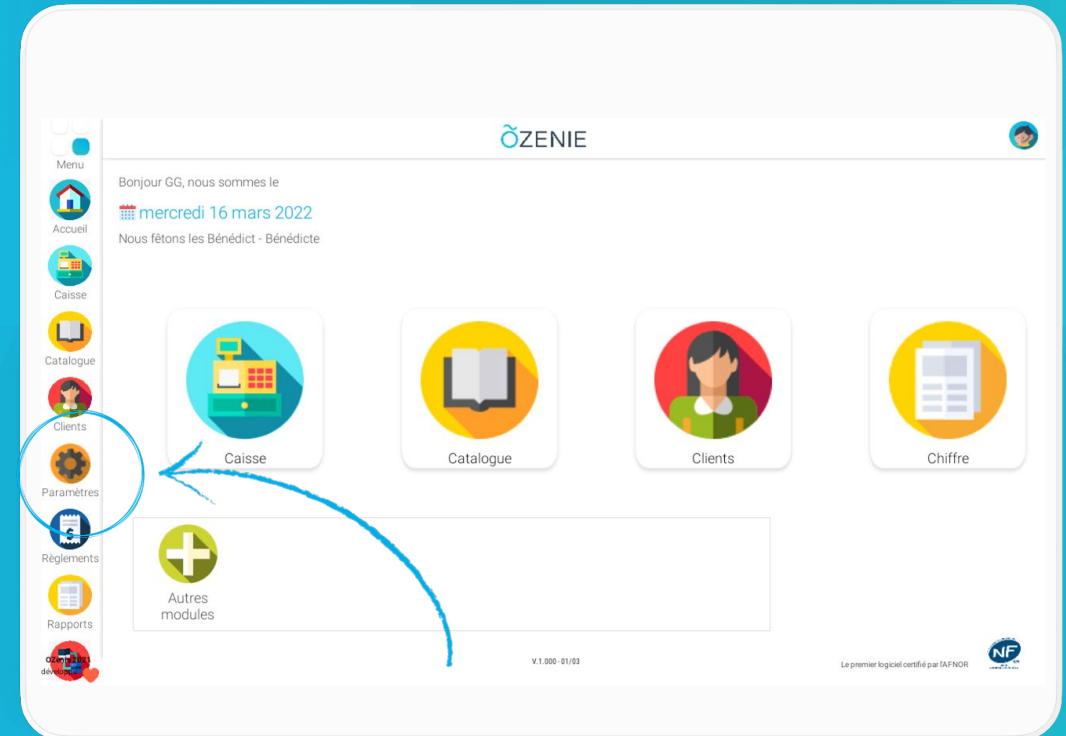 ÕZENIE
Menu
Accueil
Caisse
Catalogue
Clients
Paramètres
Règlements
Rapports
OZenie 2021
Bonjour GG, nous sommes le
mercredi 16 mars 2022
Nous fêtons les Bénédict - Bénédicte
Caisse
Catalogue
Clients
Chiffre
Autres
modules
V.1.000 - 01/03
Le premier logiciel certifié par l'AFNOR
NF